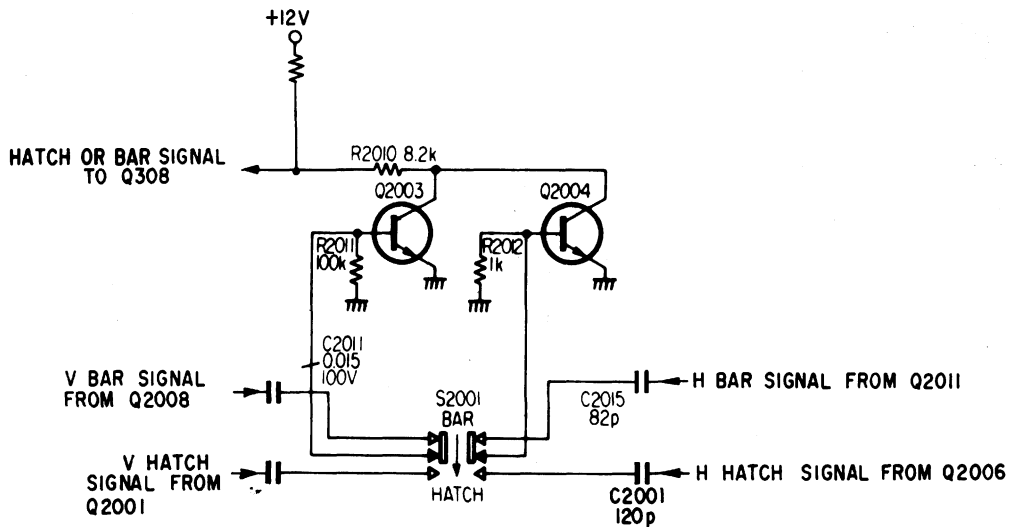 +12V
HATCH OR BAR SIGNAL
TO Q308
R2010 8.2k
Q2003
Q2004
R2011
100k
R2012
1k
C2011
0.015
100V
V BAR SIGNAL
FROM Q2008
S2001
BAR
C2015
82p
H BAR SIGNAL FROM Q2011
V HATCH
SIGNAL FROM
Q2001
HATCH
C2001
120p
H HATCH SIGNAL FROM Q2006